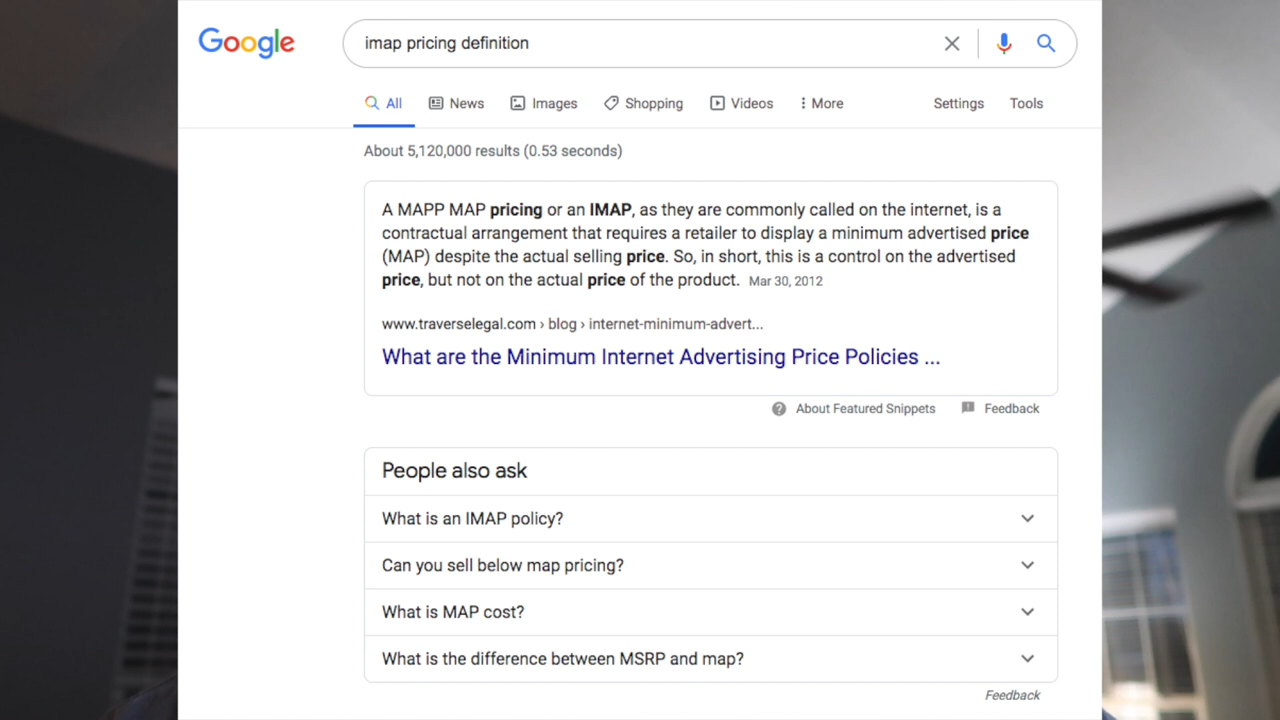 Google
imap pricing definition
All
News
Images
Shopping
Videos
More
Settings
Tools
About 5,120,000 results (0.53 seconds)
A MAPP MAP pricing or an IMAP, as they are commonly called on the internet, is a
contractual arrangement that requires a retailer to display a minimum advertised price
(MAP) despite the actual selling price. So, in short, this is a control on the advertised
price, but not on the actual price of the product. Mar 30, 2012
www.traverselegal.com › blog › internet-minimum-advert...
What are the Minimum Internet Advertising Price Policies ...
About Featured Snippets
Feedback
People also ask
What is an IMAP policy?
Can you sell below map pricing?
What is MAP cost?
What is the difference between MSRP and map?
Feedback